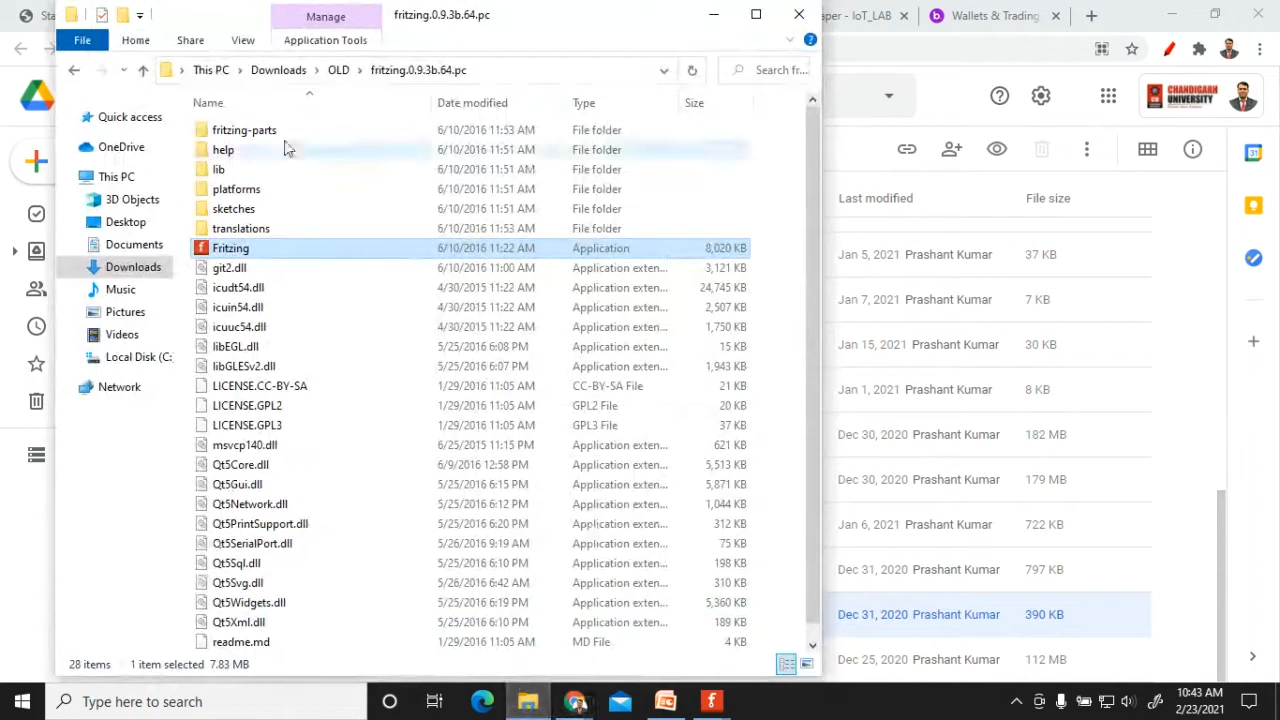 Sta
Manage
fritzing.0.9.3b.64.pc
aper - IoT_LAB
Wallets & Trading
File
Home
Share
View
Application Tools
This PC
Downloads
OLD
fritzing.0.9.3b.64.pc
Search fr...
CHANDIGARH
UNIVERSITY
Name
Date modified
Type
Size
Quick access
OneDrive
This PC
3D Objects
Desktop
Documents
Downloads
Music
Pictures
Videos
Local Disk (C:
Network
fritzing-parts 6/10/2016 11:53 AM File folder
help 6/10/2016 11:51 AM File folder
lib 6/10/2016 11:51 AM File folder
platforms 6/10/2016 11:51 AM File folder
sketches 6/10/2016 11:51 AM File folder
translations 6/10/2016 11:53 AM File folder
Fritzing 6/10/2016 11:22 AM Application 8,020 KB
git2.dll 6/10/2016 11:00 AM Application exten... 3,121 KB
icudt54.dll 4/30/2015 11:22 AM Application exten... 24,745 KB
icuin54.dll 4/30/2015 11:22 AM Application exten... 2,507 KB
icuuc54.dll 4/30/2015 11:22 AM Application exten... 1,750 KB
libEGL.dll 5/25/2016 6:08 PM Application exten... 15 KB
libGLESv2.dll 5/25/2016 6:07 PM Application exten... 1,943 KB
LICENSE.CC-BY-SA 1/29/2016 11:05 AM CC-BY-SA File 21 KB
LICENSE.GPL2 1/29/2016 11:05 AM GPL2 File 20 KB
LICENSE.GPL3 1/29/2016 11:05 AM GPL3 File 37 KB
msvcp140.dll 6/25/2015 11:15 PM Application exten... 621 KB
Qt5Core.dll 6/9/2016 12:58 PM Application exten... 5,513 KB
Qt5Gui.dll 5/25/2016 6:15 PM Application exten... 5,871 KB
Qt5Network.dll 5/25/2016 6:12 PM Application exten... 1,044 KB
Qt5PrintSupport.dll 5/25/2016 6:20 PM Application exten... 312 KB
Qt5SerialPort.dll 5/26/2016 9:19 AM Application exten... 75 KB
Qt5Sql.dll 5/25/2016 6:10 PM Application exten... 198 KB
Qt5Svg.dll 5/26/2016 6:42 AM Application exten... 310 KB
Qt5Widgets.dll 5/25/2016 6:19 PM Application exten... 5,360 KB
Qt5Xml.dll 5/25/2016 6:10 PM Application exten... 189 KB
readme.md 1/29/2016 11:05 AM MD File 4 KB
28 items 1 item selected 7.83 MB
Last modified File size
Jan 5, 2021 Prashant Kumar 37 KB
Jan 7, 2021 Prashant Kumar 7 KB
Jan 15, 2021 Prashant Kumar 30 KB
Jan 1, 2021 Prashant Kumar 8 KB
Dec 30, 2020 Prashant Kumar 182 MB
Dec 30, 2020 Prashant Kumar 179 MB
Jan 6, 2021 Prashant Kumar 722 KB
Dec 31, 2020 Prashant Kumar 797 KB
Dec 31, 2020 Prashant Kumar 390 KB
Dec 25, 2020 Prashant Kumar 112 MB
Type here to search
10:43 AM
2/23/2021